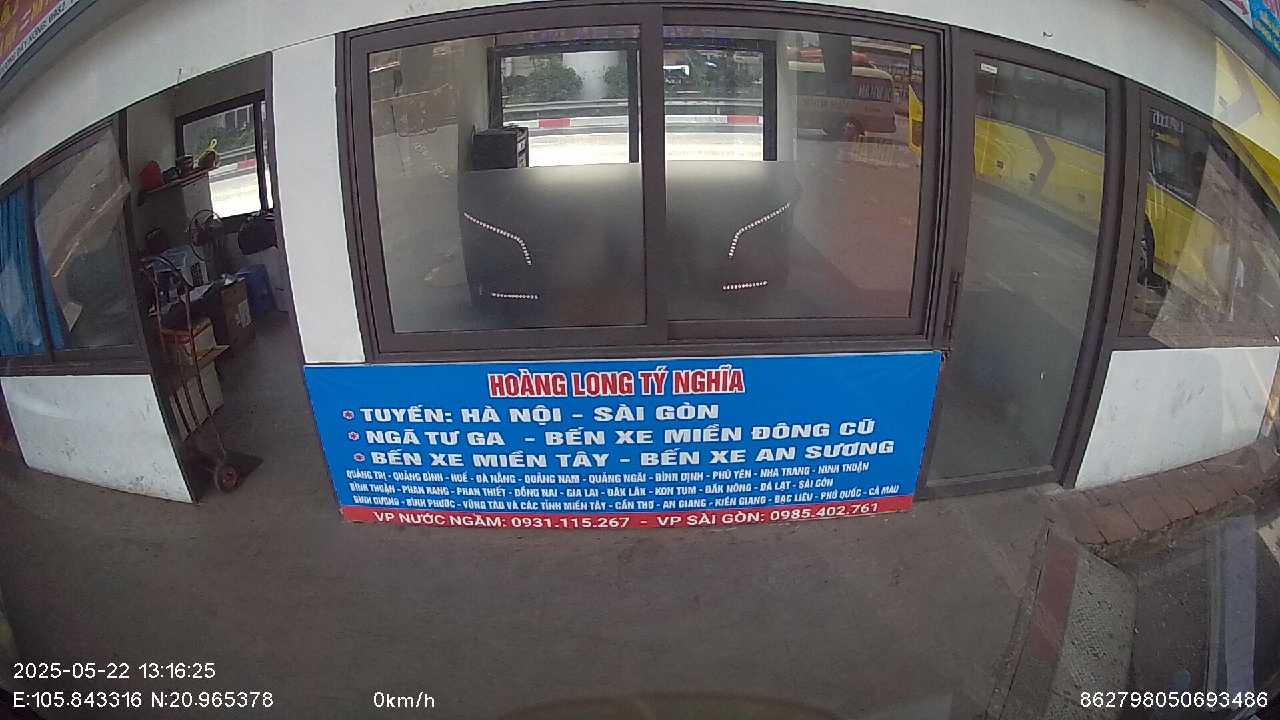 HOÀNG LONG TÝ NGHĨA
TUYẾN: HÀ NỘI - SÀI GÒN
NGÃ TƯ GA - BẾN XE MIỀN ĐÔNG CŨ
BẾN XE MIỀN TÂY - BẾN XE AN SƯƠNG
QUẢNG TRỊ - QUẢNG BÌNH - HUẾ - ĐÀ NẴNG - QUẢNG NAM - QUẢNG NGÃI - BÌNH ĐỊNH - PHÚ YÊN - NHA TRANG - NINH THUẬN
BÌNH THUẬN - PHAN RANG - PHAN THIẾT - ĐỒNG NAI - GIA LAI - ĐĂK LĂK - KON TUM - ĐĂK NÔNG - ĐÀ LẠT - SÀI GÒN
BÌNH DƯƠNG - BÌNH PHƯỚC - VŨNG TÀU VÀ CÁC TỈNH MIỀN TÂY - CẦN THƠ - AN GIANG - KIÊN GIANG - BẠC LIÊU - PHÚ QUỐC - CÀ MAU
VP NƯỚC NGẦM: 0931.115.267 - VP SÀI GÒN: 0985.402.761
2025-05-22 13:16:25
E:105.843316 N:20.965378 0km/h 862798050693486